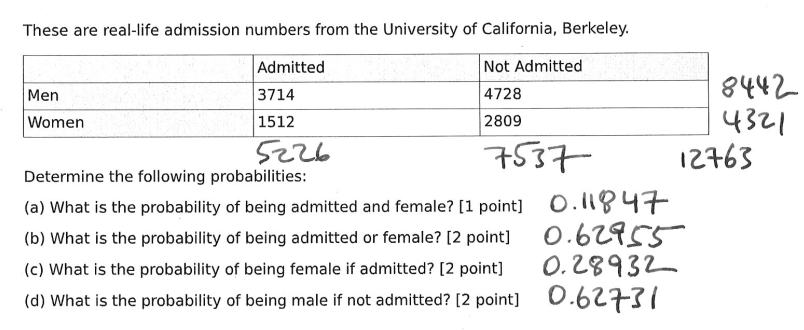 These are real-life admission numbers from the University of California, Berkeley.
Admitted Not Admitted
Men 3714 4728 8442
Women 1512 2809 4321
5226 7537 12763
Determine the following probabilities:
(a) What is the probability of being admitted and female? [1 point] 0.11847
(b) What is the probability of being admitted or female? [2 point] 0.62955
(c) What is the probability of being female if admitted? [2 point] 0.28932
(d) What is the probability of being male if not admitted? [2 point] 0.62731